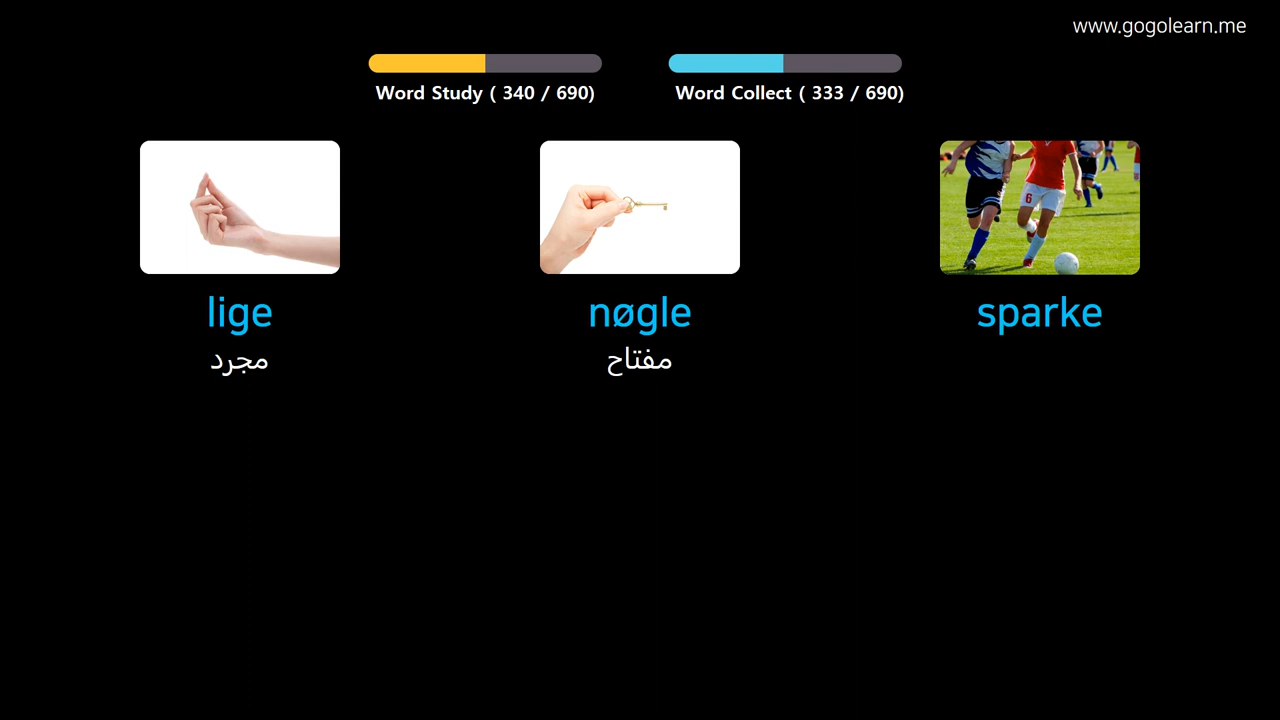 www.gogolearn.me
Word Study ( 340 / 690)
Word Collect ( 333 / 690)
lige
nøgle
sparke
مجرد
مفتاح